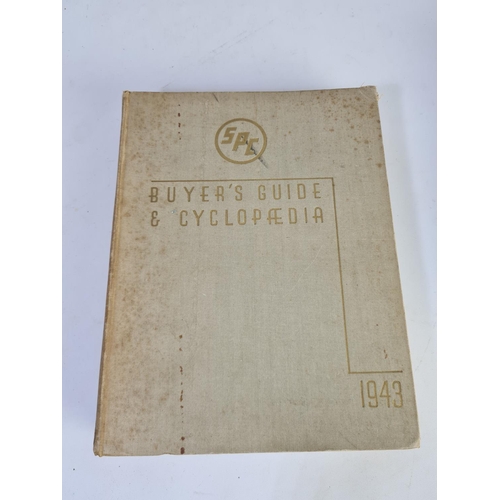 SPC
BUYER'S GUIDE
& CYCLOPÆDIA
1943